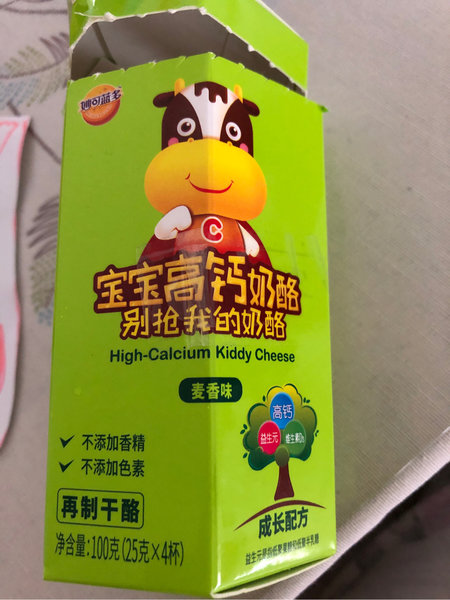 妙可蓝多
C
宝宝高钙奶酪
别抢我的奶酪
High-Calcium Kiddy Cheese
麦香味
高钙
益生元
维生素D₃
✓ 不添加香精
✓ 不添加色素
再制干酪
净含量:100克(25克×4杯)
成长配方